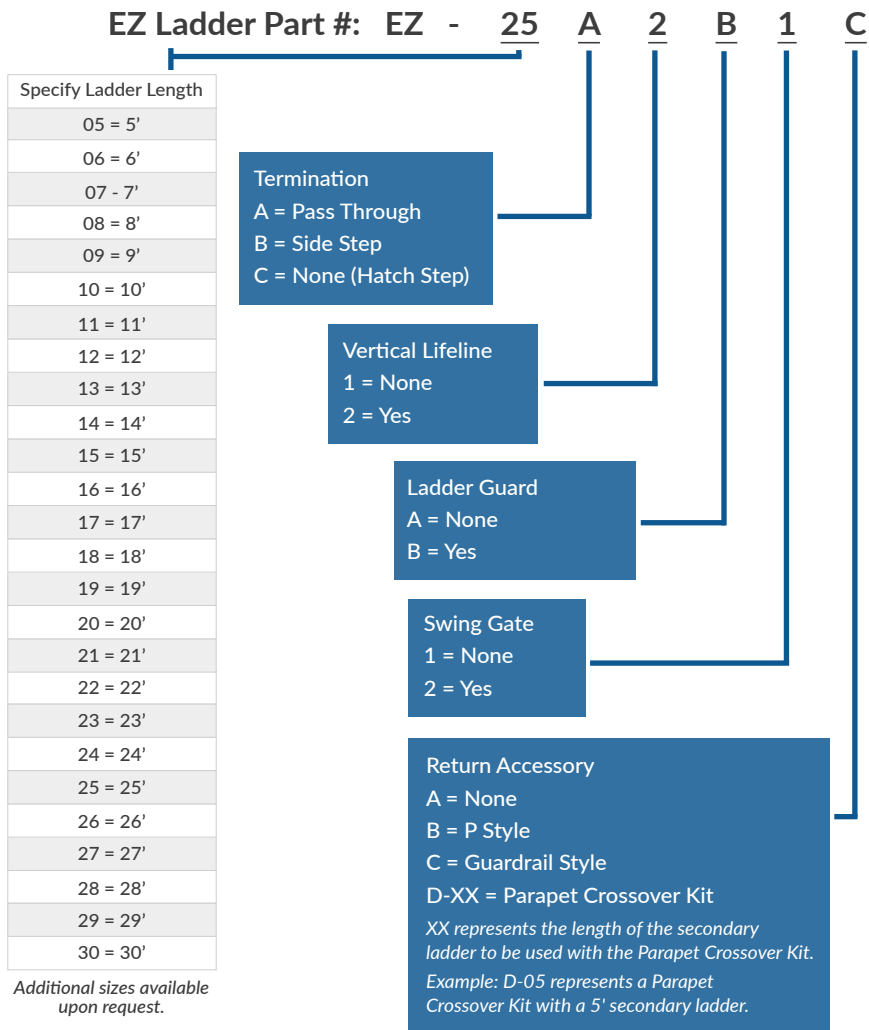 EZ Ladder Part #: EZ - 25 A 2 B 1 C
Specify Ladder Length
05 = 5’
06 = 6’
07 - 7’
08 = 8’
09 = 9’
10 = 10’
11 = 11’
12 = 12’
13 = 13’
14 = 14’
15 = 15’
16 = 16’
17 = 17’
18 = 18’
19 = 19’
20 = 20’
21 = 21’
22 = 22’
23 = 23’
24 = 24’
25 = 25’
26 = 26’
27 = 27’
28 = 28’
29 = 29’
30 = 30’
Additional sizes available
upon request.
Termination
A = Pass Through
B = Side Step
C = None (Hatch Step)
Vertical Lifeline
1 = None
2 = Yes
Ladder Guard
A = None
B = Yes
Swing Gate
1 = None
2 = Yes
Return Accessory
A = None
B = P Style
C = Guardrail Style
D-XX = Parapet Crossover Kit
XX represents the length of the secondary
ladder to be used with the Parapet Crossover Kit.
Example: D-05 represents a Parapet
Crossover Kit with a 5' secondary ladder.